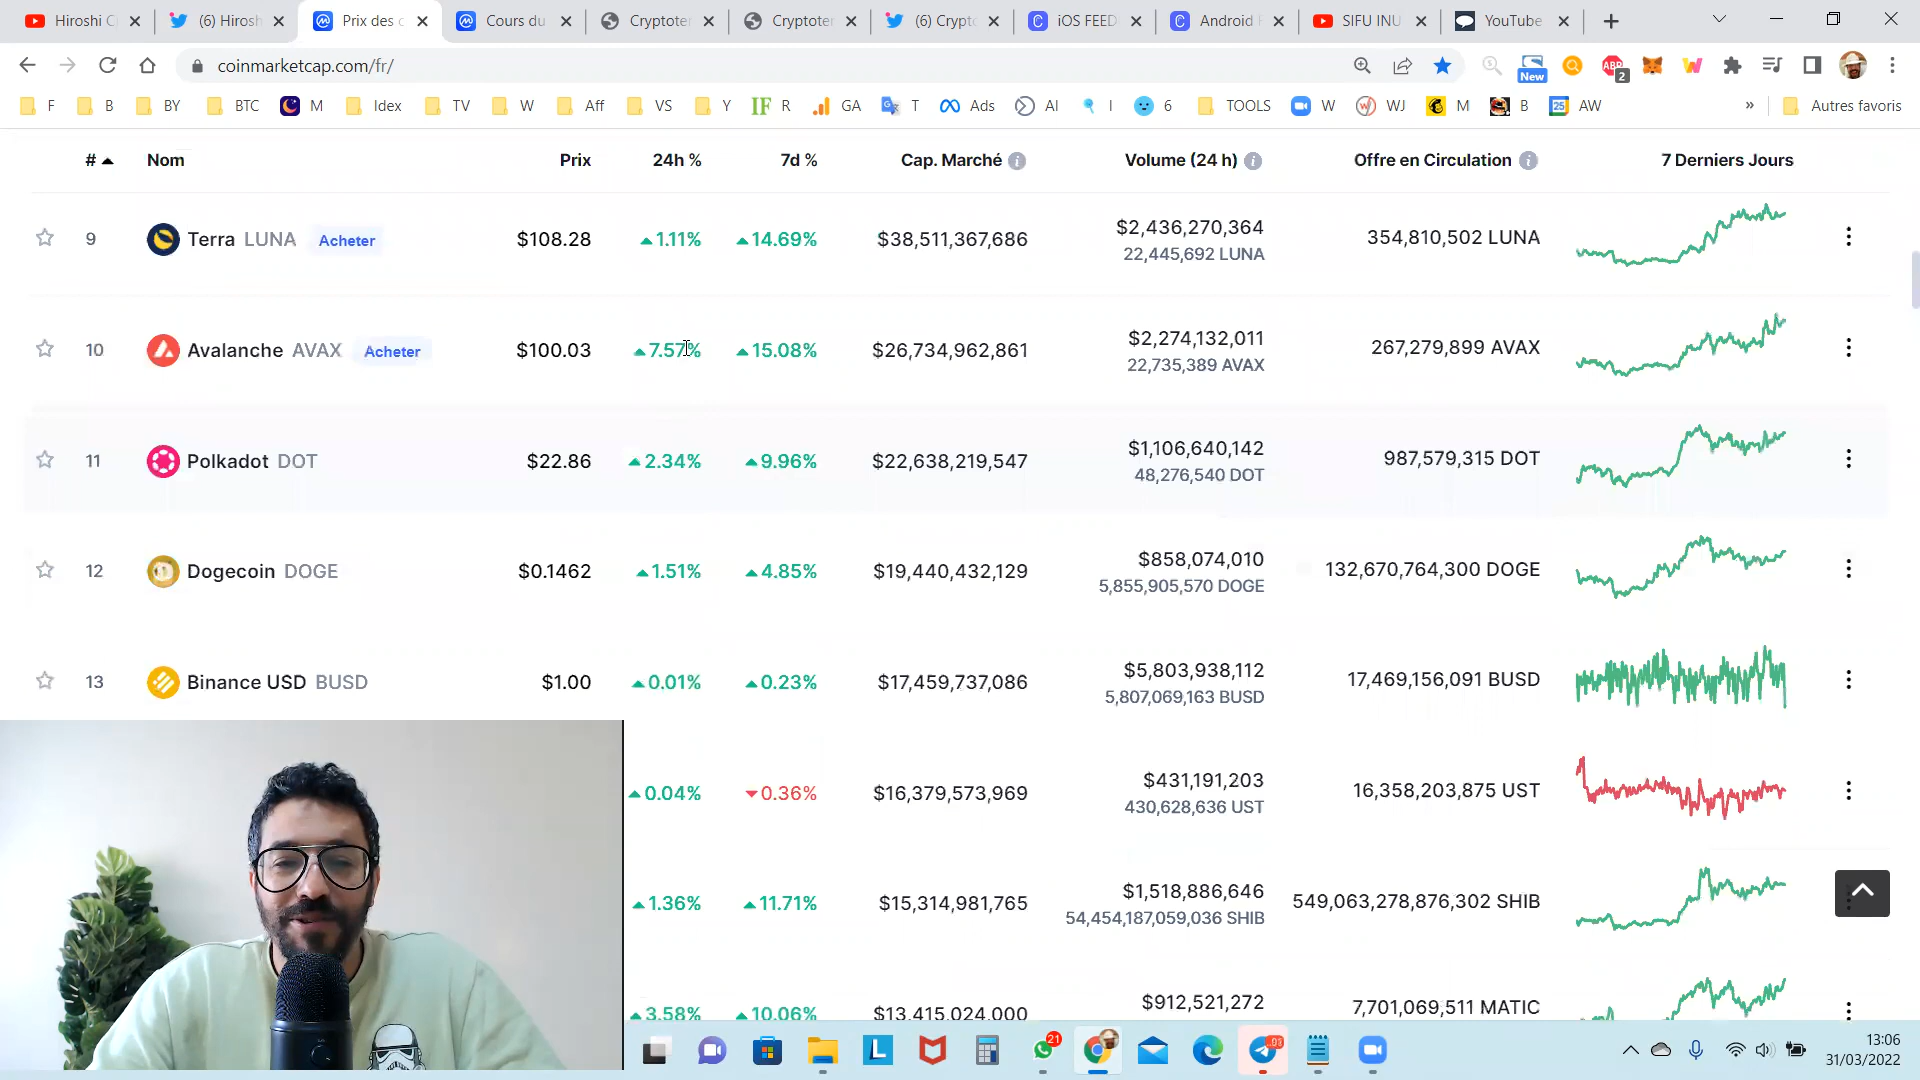 Hiroshi C
(6) Hirosh
Prix des c
Cours du
Cryptoter
Cryptoter
(6) Crypt
iOS FEED
Android F
SIFU INU
YouTube
coinmarketcap.com/fr/
New
ABP
2
F
B
BY
BTC
M
Idex
TV
W
Aff
VS
Y
IF R
GA
T
Ads
AI
I
6
TOOLS
W
WJ
M
B
25 AW
»
Autres favoris
# Nom Prix 24h % 7d % Cap. Marché Volume (24 h) Offre en Circulation 7 Derniers Jours
9 Terra LUNA Acheter $108.28 1.11% 14.69% $38,511,367,686 $2,436,270,364 354,810,502 LUNA
22,445,692 LUNA
10 Avalanche AVAX Acheter $100.03 7.57% 15.08% $26,734,962,861 $2,274,132,011 267,279,899 AVAX
22,735,389 AVAX
11 Polkadot DOT $22.86 2.34% 9.96% $22,638,219,547 $1,106,640,142 987,579,315 DOT
48,276,540 DOT
12 Dogecoin DOGE $0.1462 1.51% 4.85% $19,440,432,129 $858,074,010 132,670,764,300 DOGE
5,855,905,570 DOGE
13 Binance USD BUSD $1.00 0.01% 0.23% $17,459,737,086 $5,803,938,112 17,469,156,091 BUSD
5,807,069,163 BUSD
0.04% 0.36% $16,379,573,969 $431,191,203 16,358,203,875 UST
430,628,636 UST
1.36% 11.71% $15,314,981,765 $1,518,886,646 549,063,278,876,302 SHIB
54,454,187,059,036 SHIB
3.58% 10.06% $13,415,024,000 $912,521,272 7,701,069,511 MATIC
L
21
13:06
31/03/2022